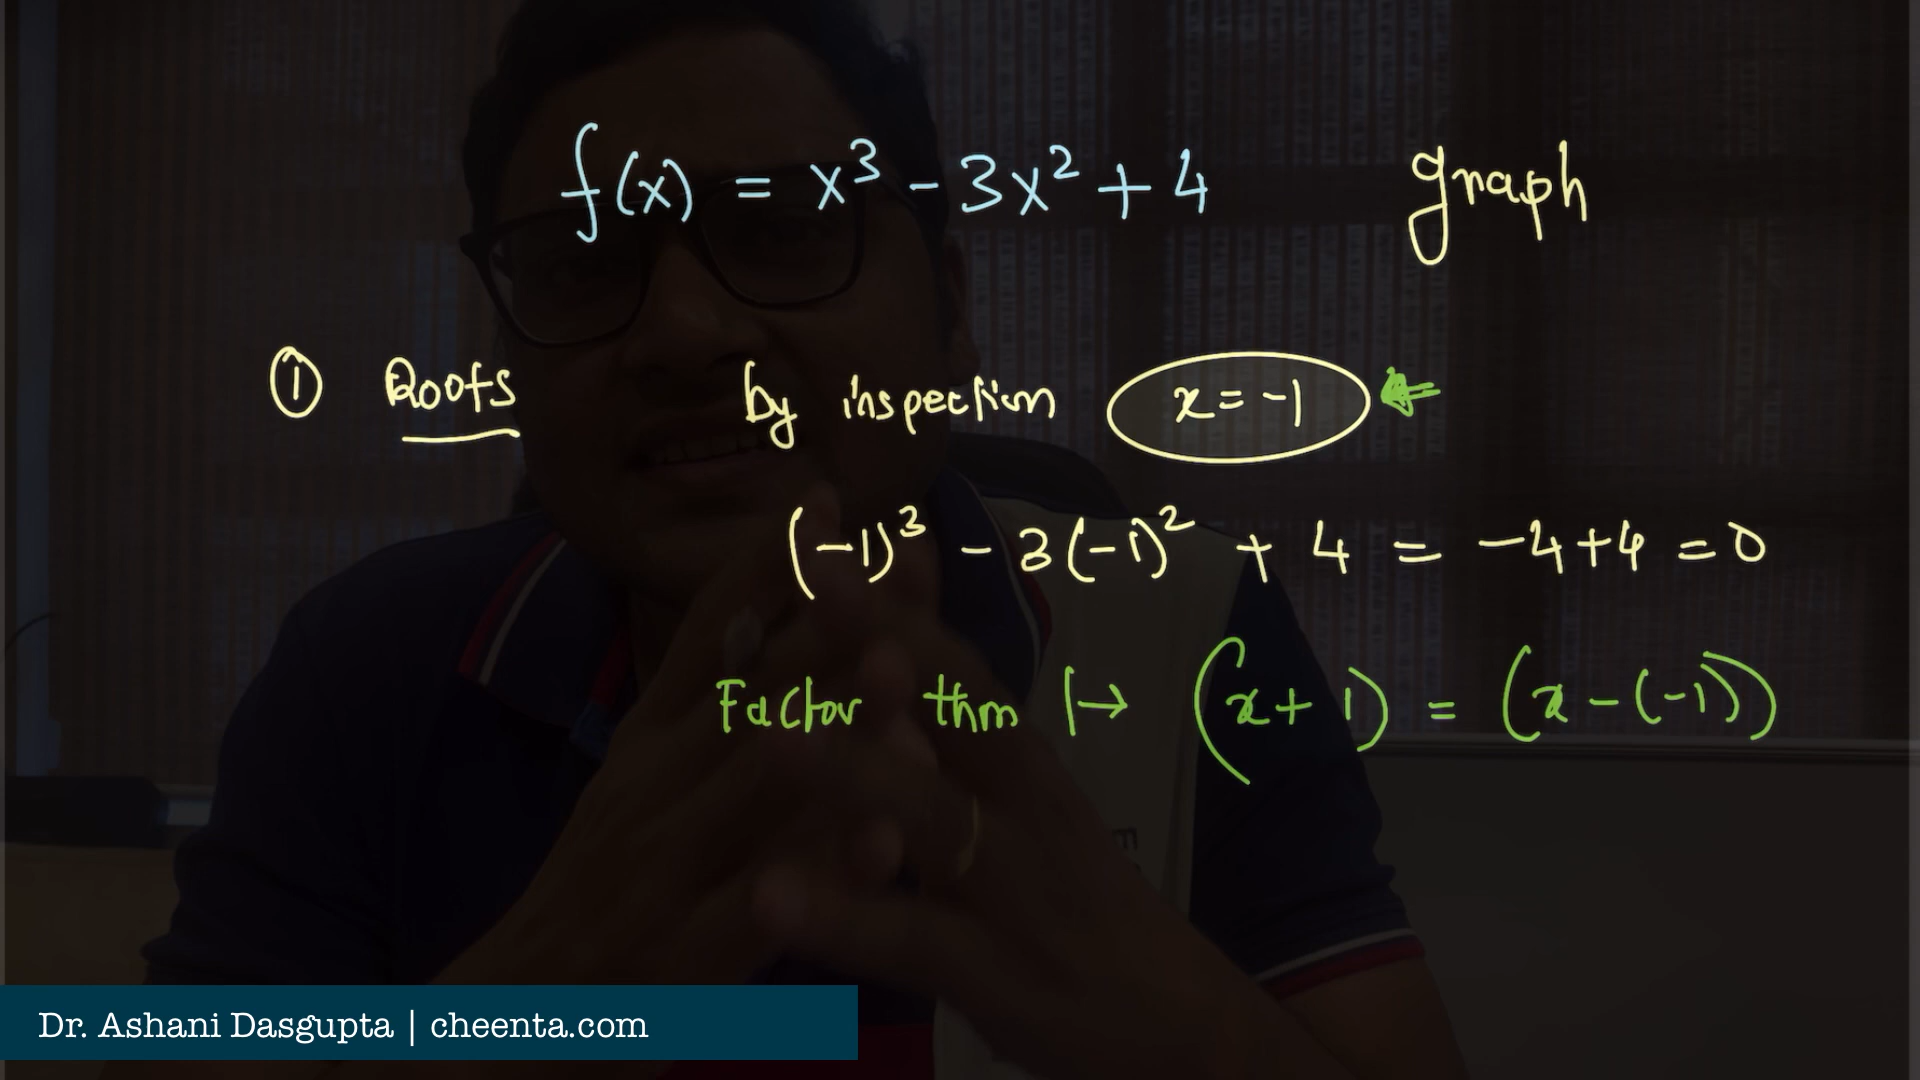 f(x) = x³ - 3x² + 4 graph
① Roots by inspection x = -1 ⇐
(-1)³ - 3(-1)² + 4 = -4+4 = 0
Factor thm ↦ (x+1) = (x-(-1))
Dr. Ashani Dasgupta | cheenta.com